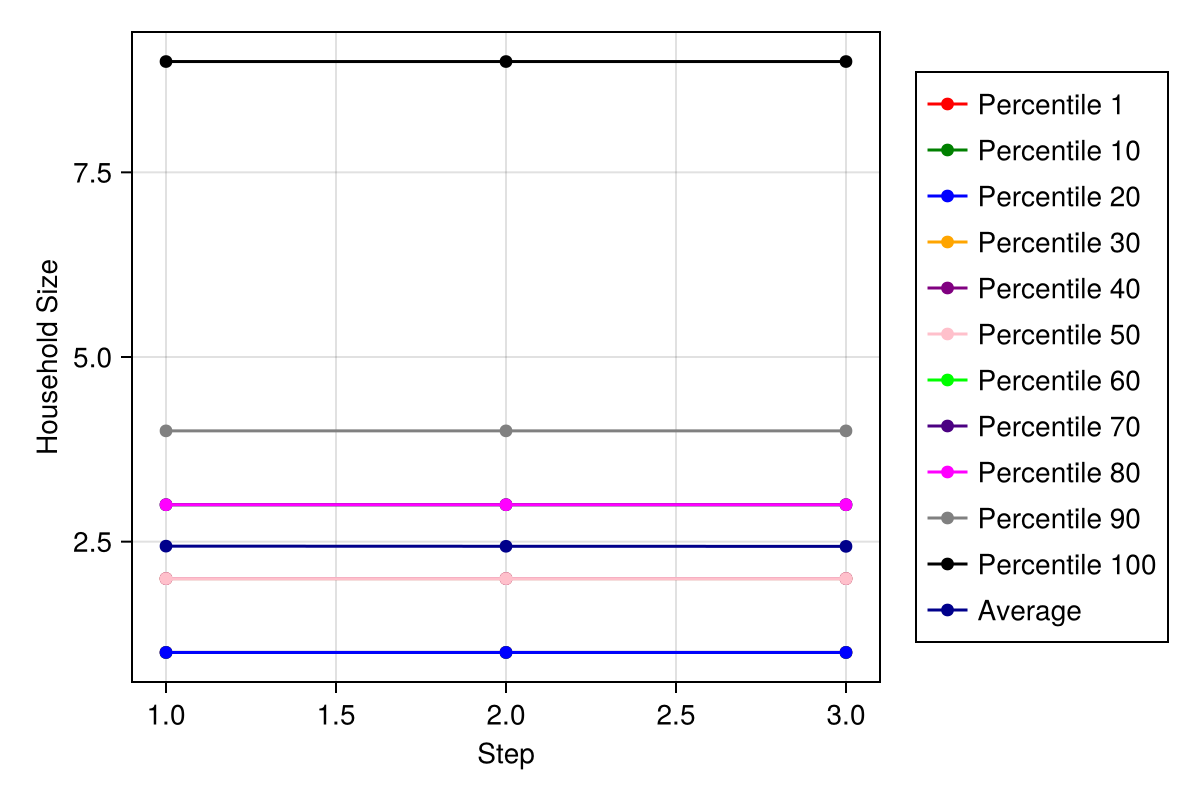 7.5
5.0
2.5
Household Size
1.0 1.5 2.0 2.5 3.0
Step
Percentile 1
Percentile 10
Percentile 20
Percentile 30
Percentile 40
Percentile 50
Percentile 60
Percentile 70
Percentile 80
Percentile 90
Percentile 100
Average